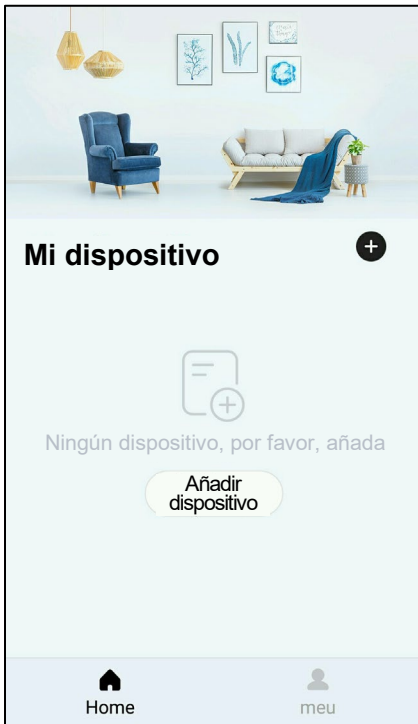 Mi dispositivo
Ningún dispositivo, por favor, añada
Añadir
dispositivo
Home
meu